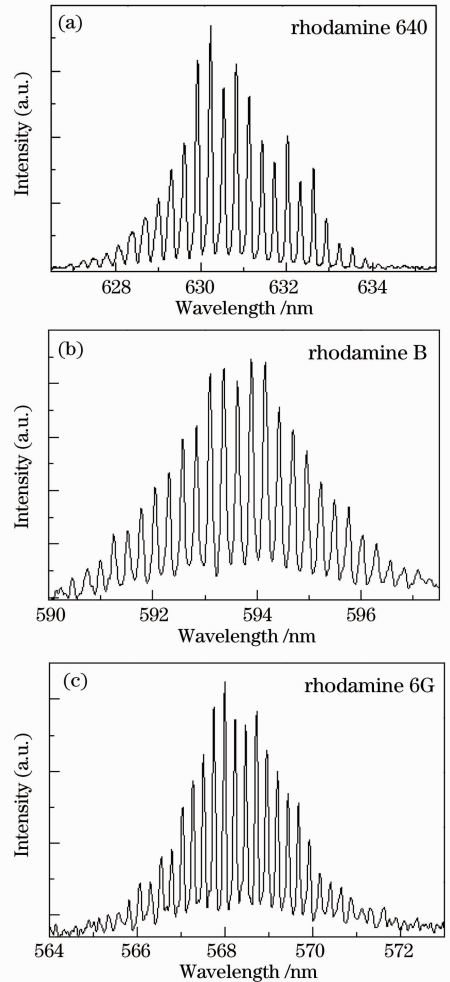 (a)
rhodamine 640
Intensity (a.u.)
628 630 632 634
Wavelength /nm
(b)
rhodamine B
Intensity (a.u.)
590 592 594 596
Wavelength /nm
(c)
rhodamine 6G
Intensity (a.u.)
564 566 568 570 572
Wavelength /nm